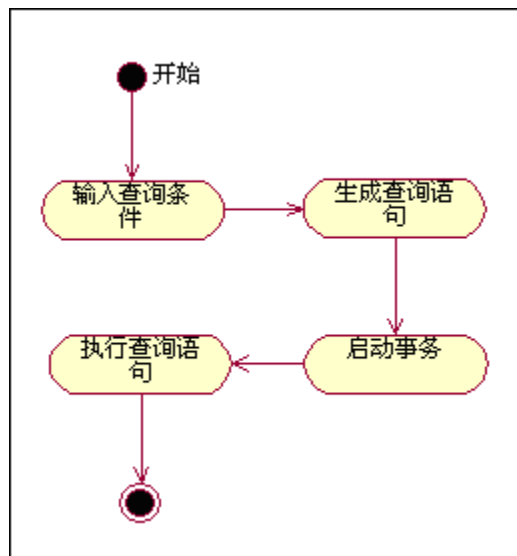 开始
输入查询条
件
生成查询语
句
启动事务
执行查询语
句